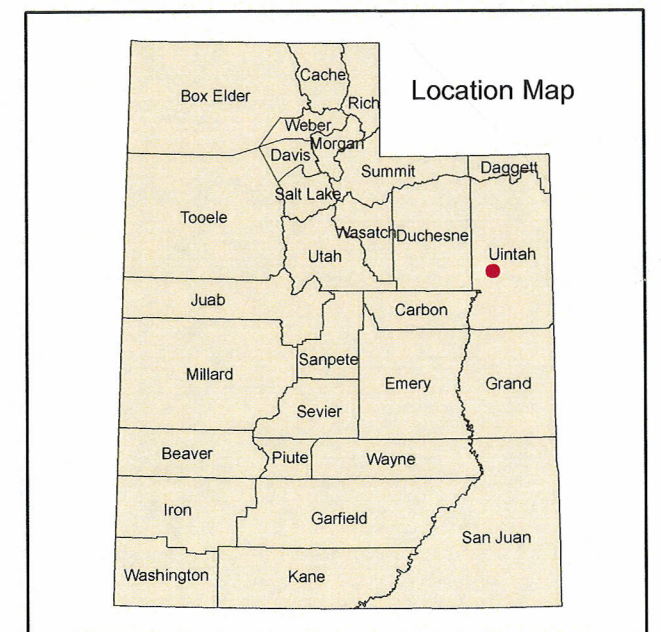 Cache
Location Map
Box Elder
Rich
Weber
Morgan
Davis
Summit
Daggett
Salt Lake
Tooele
Wasatch
Duchesne
Utah
Uintah
Juab
Carbon
Sanpete
Millard
Emery
Grand
Sevier
Beaver
Piute
Wayne
Iron
Garfield
San Juan
Washington
Kane